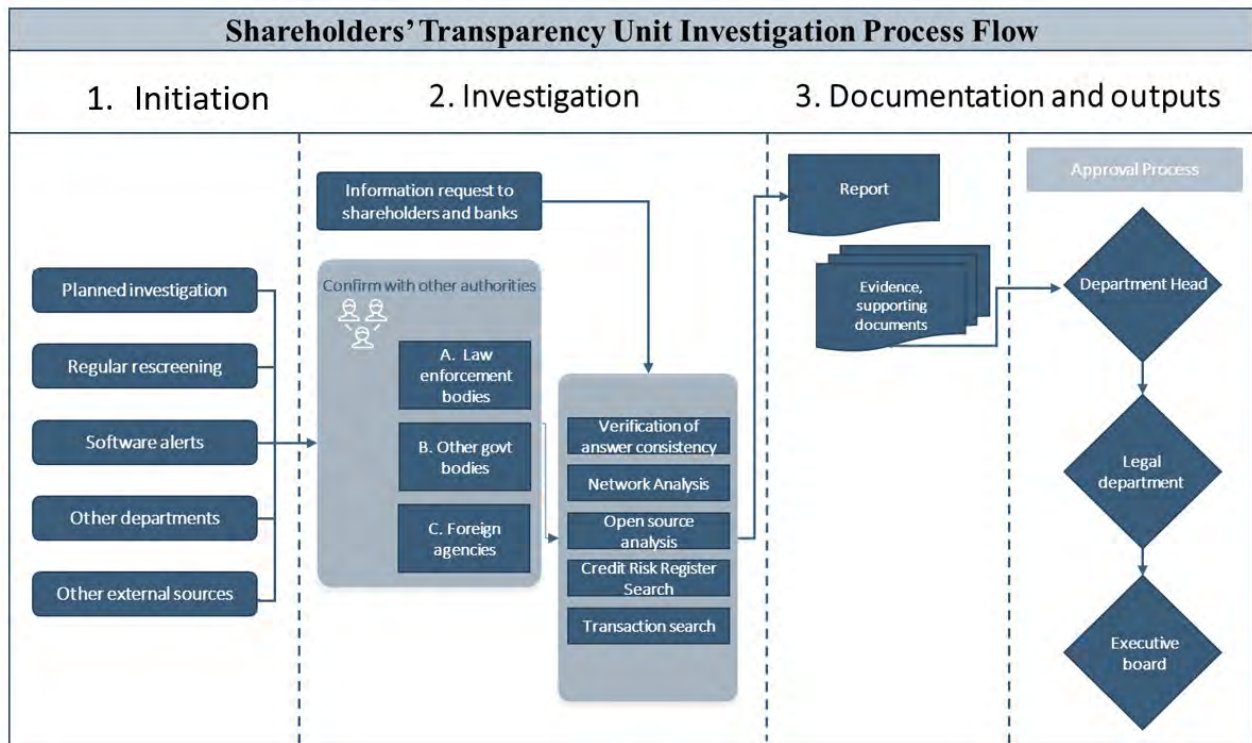 Shareholders’ Transparency Unit Investigation Process Flow
1. Initiation
2. Investigation
3. Documentation and outputs
Planned investigation
Regular rescreening
Software alerts
Other departments
Other external sources
Information request to
shareholders and banks
Confirm with other authorities
A. Law
enforcement
bodies
B. Other govt
bodies
C. Foreign
agencies
Verification of
answer consistency
Network Analysis
Open source
analysis
Credit Risk Register
Search
Transaction search
Report
Evidence,
supporting
documents
Approval Process
Department Head
Legal
department
Executive
board